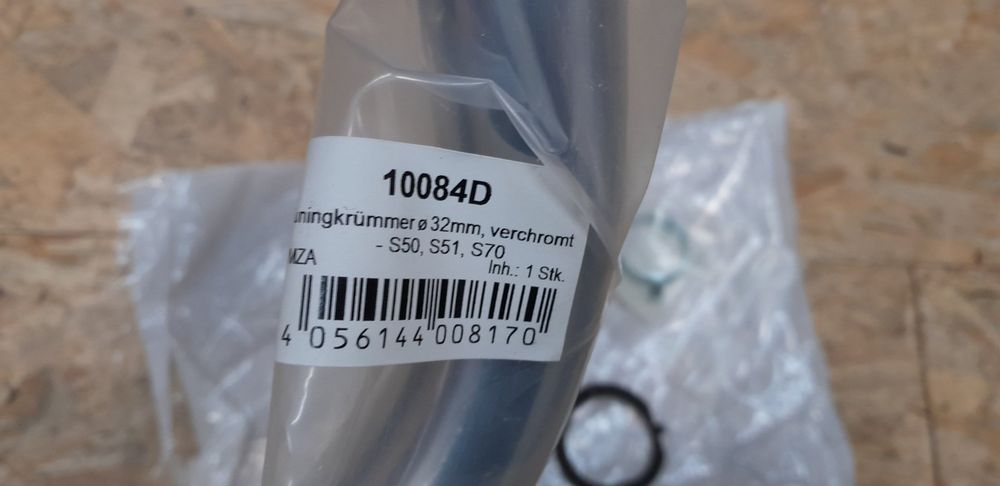 10084D
uningkrümmer ø 32mm, verchromt
- S50, S51, S70
MZA
Inh.: 1 Stk.
4 056144 008170